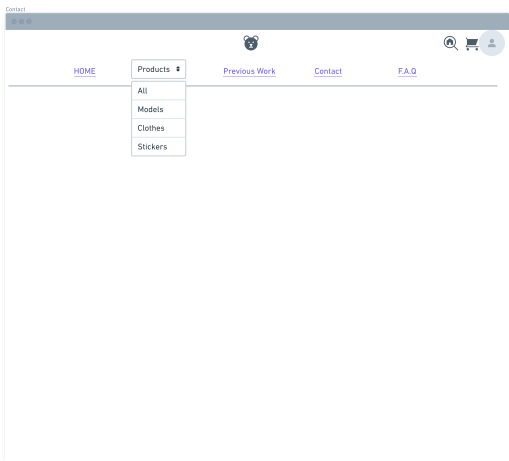 Contact
HOME Products Previous Work Contact F.A.Q
All
Models
Clothes
Stickers